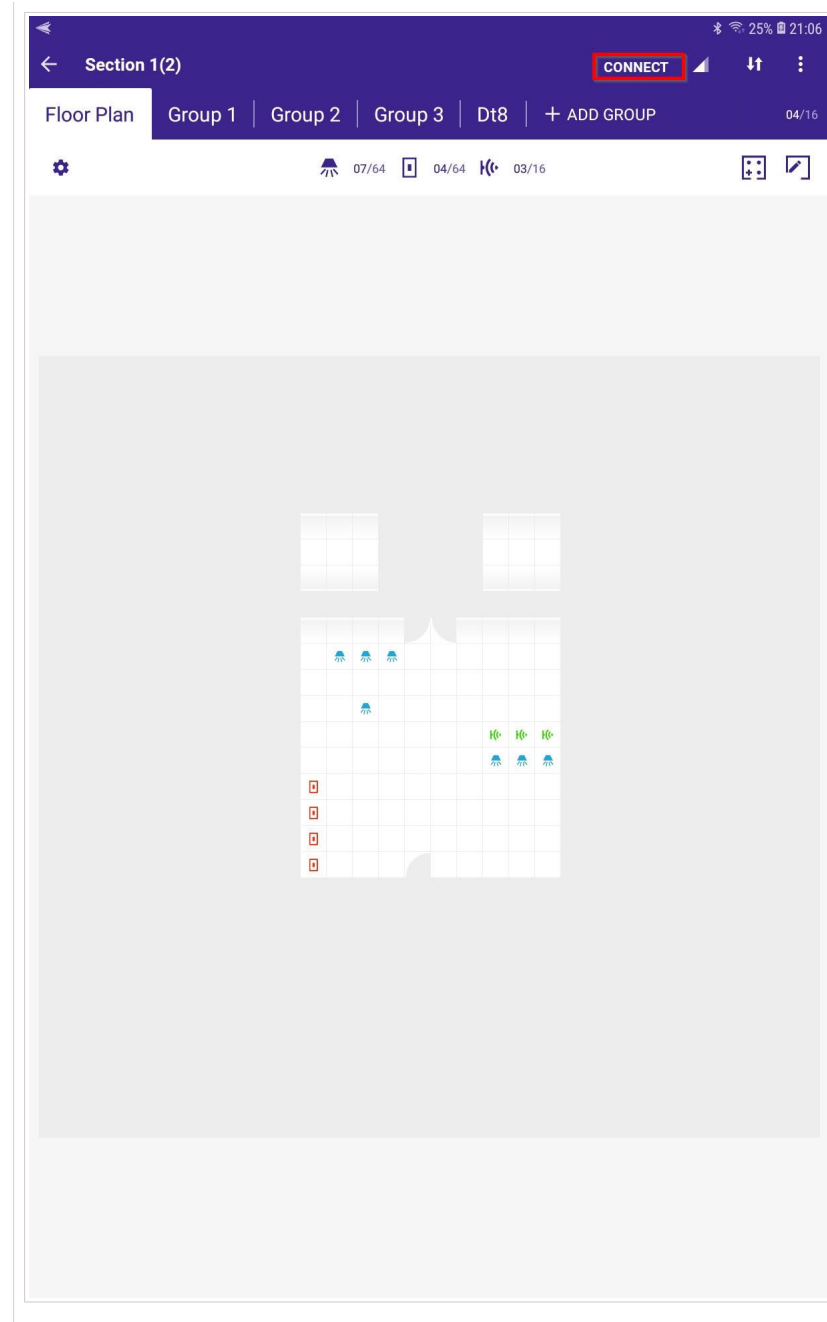 25% 21:06
Section 1(2) CONNECT
Floor Plan Group 1 Group 2 Group 3 Dt8 + ADD GROUP 04/16
07/64 04/64 03/16